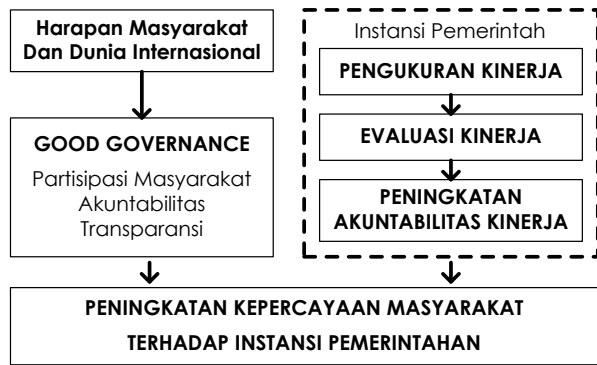 Harapan Masyarakat
Dan Dunia Internasional
GOOD GOVERNANCE
Partisipasi Masyarakat
Akuntabilitas
Transparansi
Instansi Pemerintah
PENGUKURAN KINERJA
EVALUASI KINERJA
PENINGKATAN
AKUNTABILITAS KINERJA
PENINGKATAN KEPERCAYAAN MASYARAKAT
TERHADAP INSTANSI PEMERINTAHAN